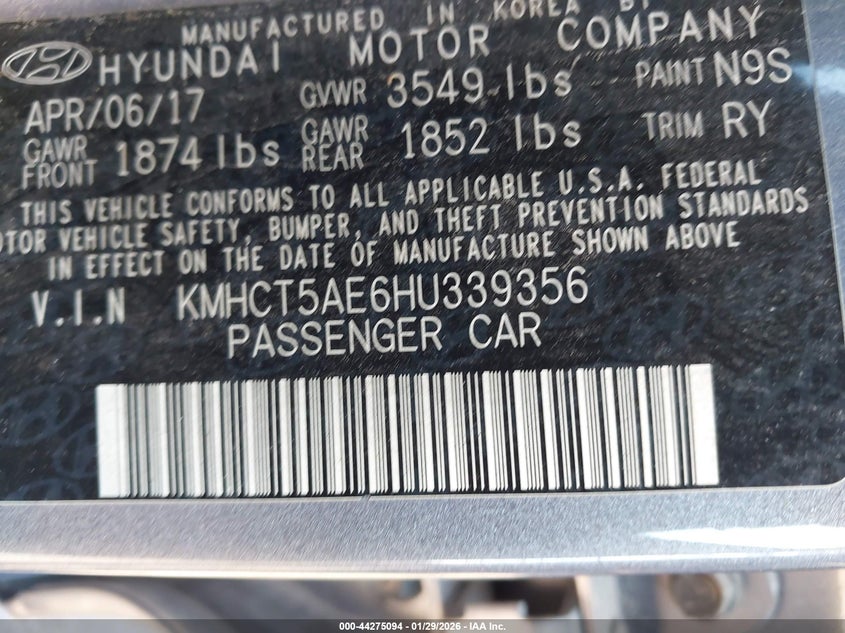 MANUFACTURED IN KOREA BY
HYUNDAI MOTOR COMPANY
APR/06/17 GVWR 3549 lbs PAINT N9S
GAWR FRONT 1874 lbs GAWR REAR 1852 lbs TRIM RY
THIS VEHICLE CONFORMS TO ALL APPLICABLE U.S.A. FEDERAL
OTOR VEHICLE SAFETY, BUMPER, AND THEFT PREVENTION STANDARDS
IN EFFECT ON THE DATE OF MANUFACTURE SHOWN ABOVE
V.I.N KMHCT5AE6HU339356
PASSENGER CAR
000-44275094 - 01/29/2026 - IAA Inc.